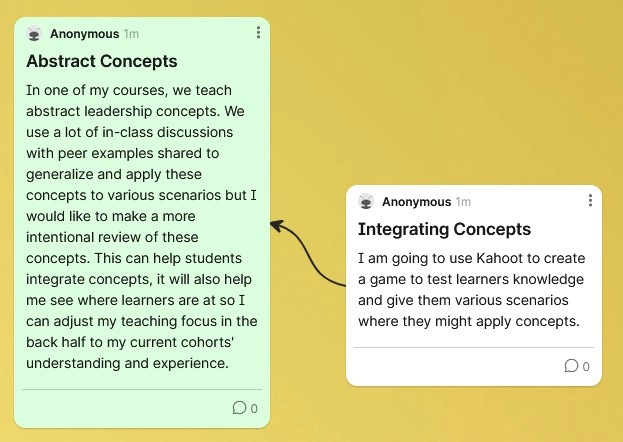 Anonymous 1m
Abstract Concepts
In one of my courses, we teach
abstract leadership concepts. We
use a lot of in-class discussions
with peer examples shared to
generalize and apply these
concepts to various scenarios but I
would like to make a more
intentional review of these
concepts. This can help students
integrate concepts, it will also help
me see where learners are at so I
can adjust my teaching focus in the
back half to my current cohorts'
understanding and experience.
0
Anonymous 1m
Integrating Concepts
I am going to use Kahoot to create
a game to test learners knowledge
and give them various scenarios
where they might apply concepts.
0